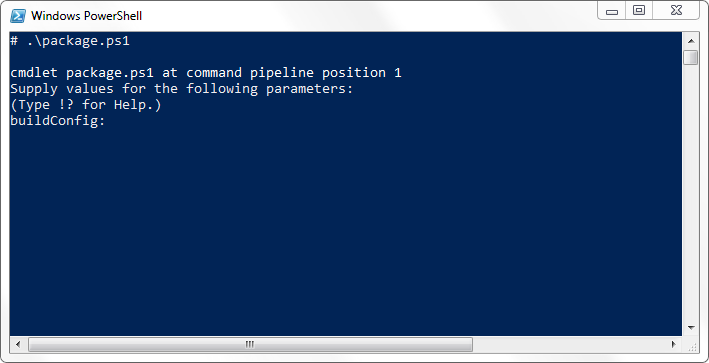 Windows PowerShell
# .\package.ps1
cmdlet package.ps1 at command pipeline position 1
Supply values for the following parameters:
(Type !? for Help.)
buildConfig: